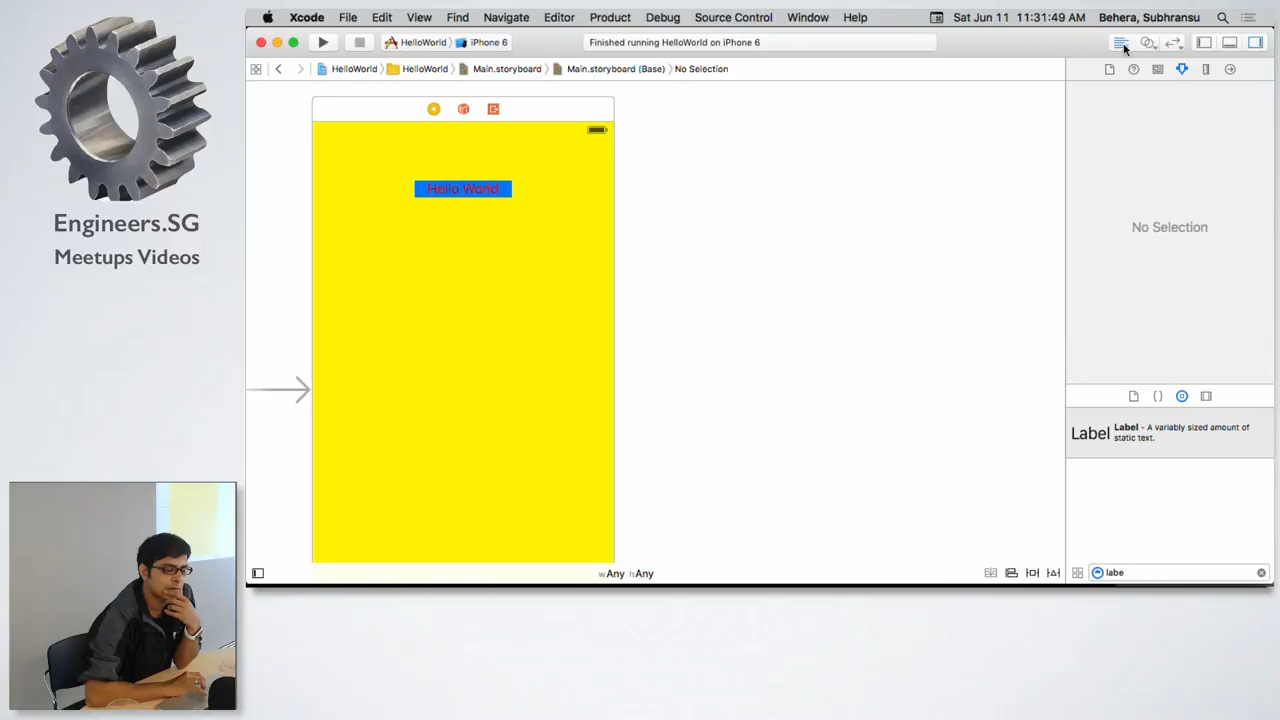 Xcode File Edit View Find Navigate Editor Product Debug Source Control Window Help Sat Jun 11 11:31:49 AM Behera, Subhransu
HelloWorld iPhone 6 Finished running HelloWorld on iPhone 6
HelloWorld HelloWorld Main.storyboard Main.storyboard (Base) No Selection
Hello World
Engineers.SG
Meetups Videos
No Selection
Label Label - A variably sized amount of
static text.
wAny hAny
labe